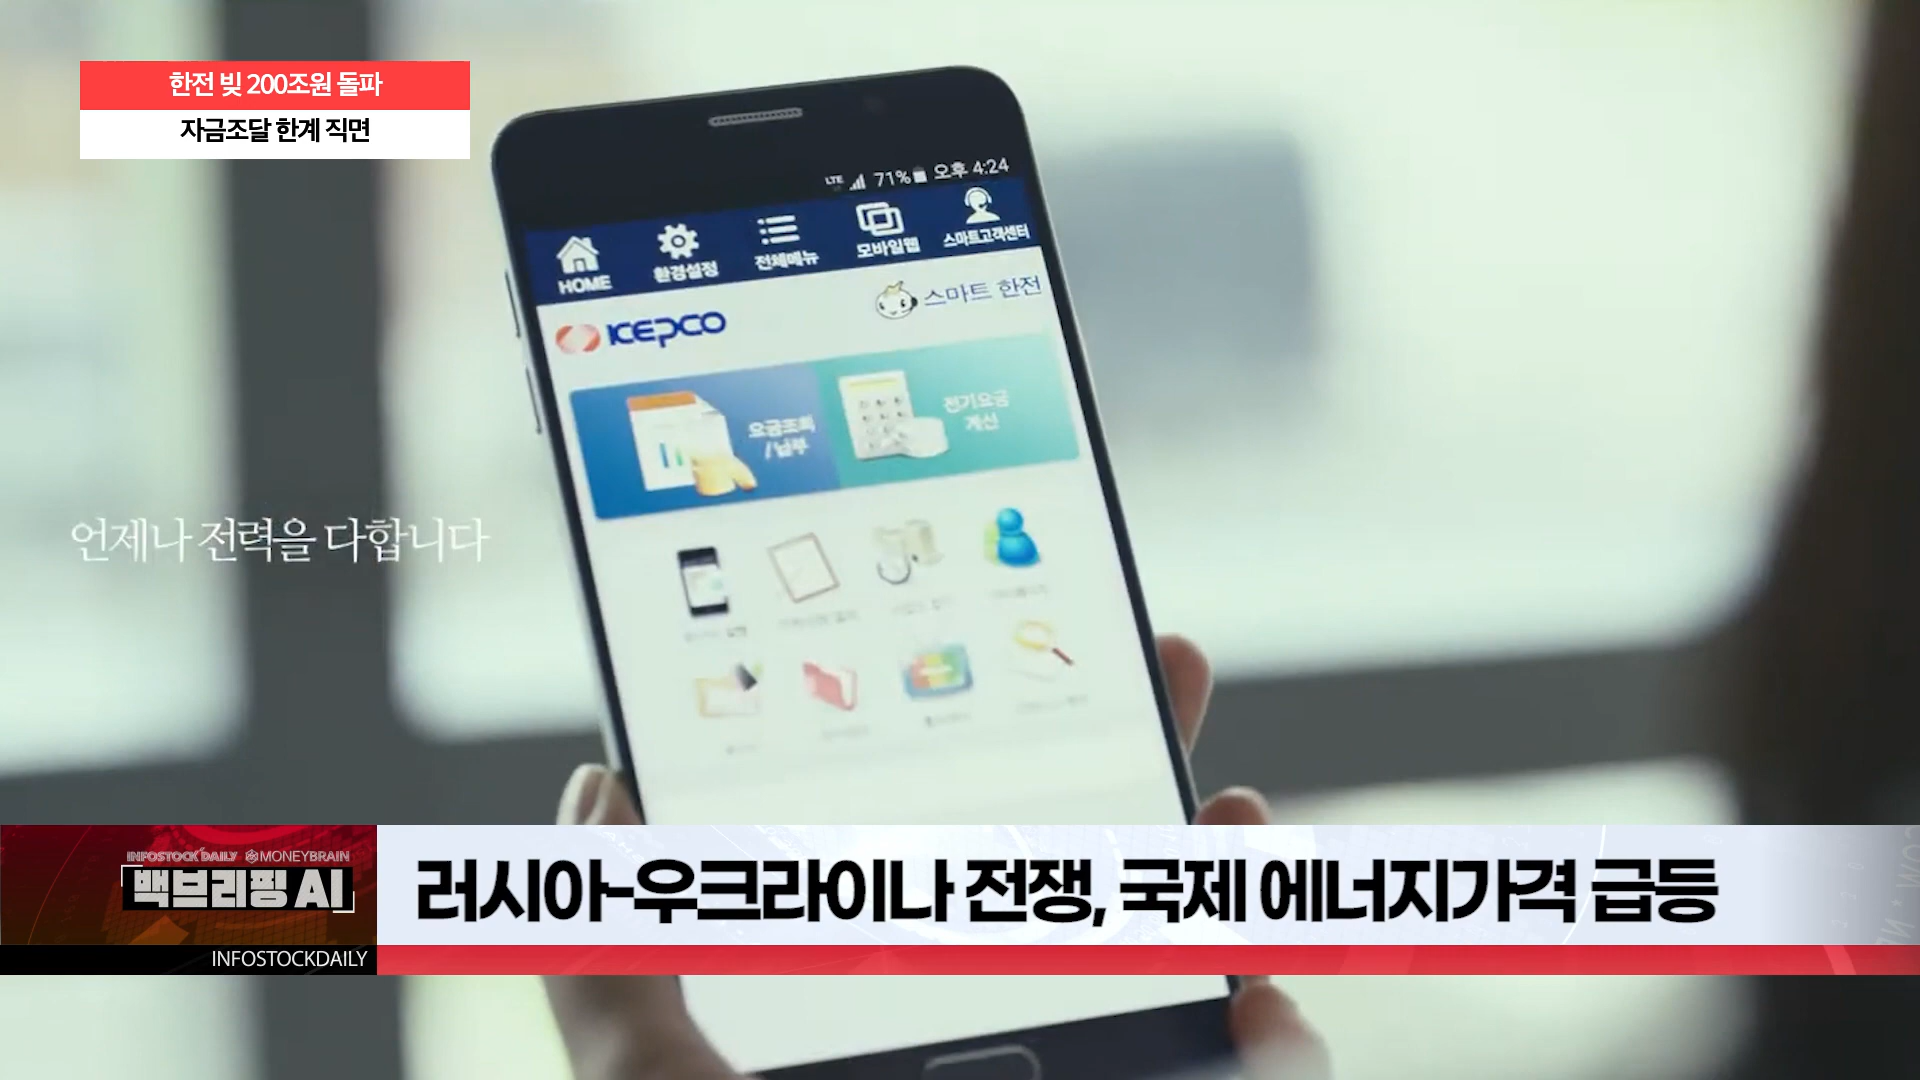 한전 빚 200조원 돌파
자금조달 한계 직면
LTE 71% 오후 4:24
HOME
환경설정
전체메뉴
모바일웹
스마트고객센터
KEPCO
스마트 한전
요금조회
/납부
전기요금
계산
언제나 전력을 다합니다
INFOSTOCK DAILY MONEYBRAIN
백브리핑 AI
러시아-우크라이나 전쟁, 국제 에너지가격 급등
INFOSTOCKDAILY